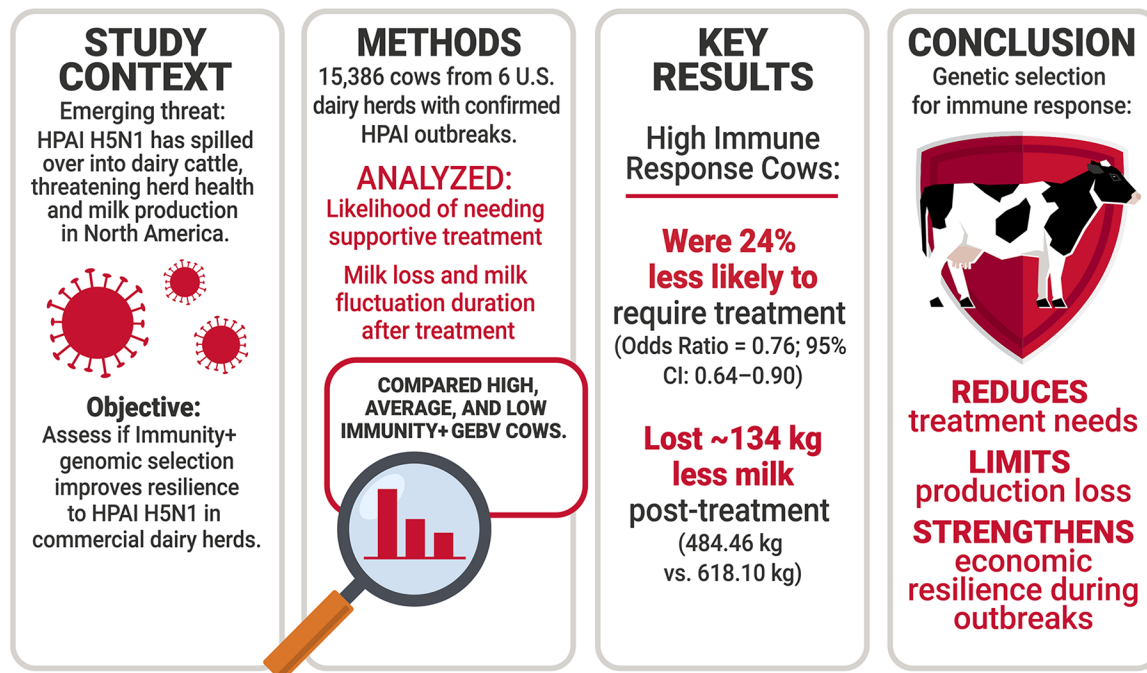 STUDY
CONTEXT
Emerging threat:
HPAI H5N1 has spilled
over into dairy cattle,
threatening herd health
and milk production
in North America.
Objective:
Assess if Immunity+
genomic selection
improves resilience
to HPAI H5N1 in
commercial dairy herds.
METHODS
15,386 cows from 6 U.S.
dairy herds with confirmed
HPAI outbreaks.
ANALYZED:
Likelihood of needing
supportive treatment
Milk loss and milk
fluctuation duration
after treatment
COMPARED HIGH,
AVERAGE, AND LOW
IMMUNITY+ GEBV COWS.
KEY
RESULTS
High Immune
Response Cows:
Were 24%
less likely to
require treatment
(Odds Ratio = 0.76; 95%
CI: 0.64–0.90)
Lost ~134 kg
less milk
post-treatment
(484.46 kg
vs. 618.10 kg)
CONCLUSION
Genetic selection
for immune response:
REDUCES
treatment needs
LIMITS
production loss
STRENGTHENS
economic
resilience during
outbreaks